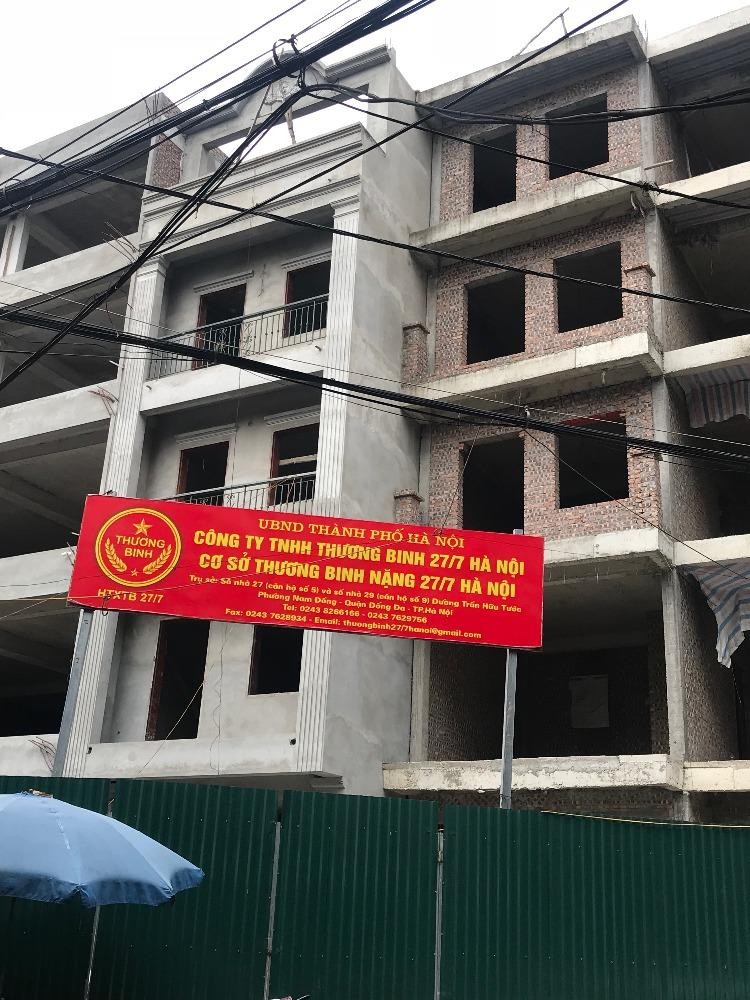 UBND THÀNH PHỐ HÀ NỘI
THƯƠNG
BINH
HTXTB 27/7
CÔNG TY TNHH THƯƠNG BINH 27/7 HÀ NỘI
CƠ SỞ THƯƠNG BINH NẶNG 27/7 HÀ NỘI
Trụ sở: Số nhà 27 (căn hộ số 5) và số nhà 29 (căn hộ số 9) Đường Trần Hữu Tước
Phường Nam Đồng - Quận Đống Đa - TP.Hà Nội
Tel: 0243 8266166 - 0243 7629756
Fax: 0243 7628934 - Email: thuongbinh27/7hanoi@gmail.com